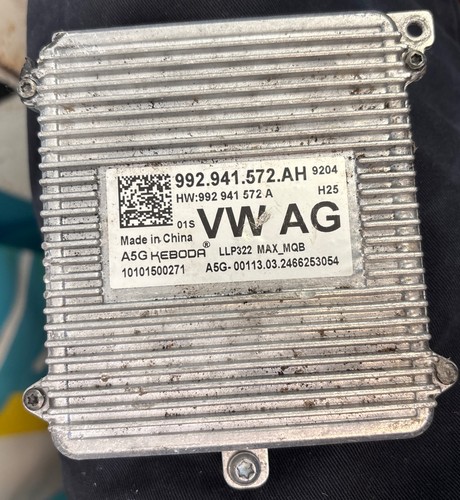 992.941.572.AH 9204
HW:992 941 572 A H25
01S VW AG
Made in China
A5G KEBODA® LLP322 MAX_MQB
10101500271 A5G-00113.03.2466253054